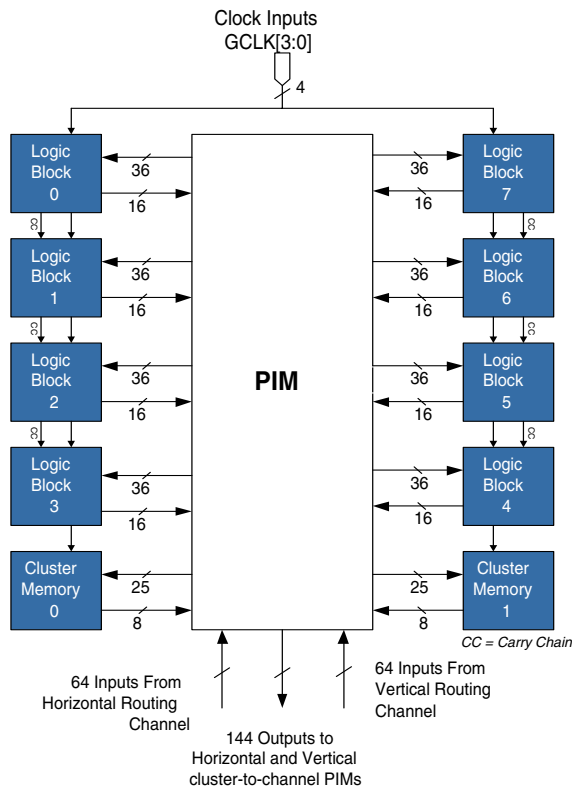 Clock Inputs
GCLK[3:0]
4
Logic
Block
0
36
16
36
16
Logic
Block
7
CC
CC
Logic
Block
1
36
16
36
16
Logic
Block
6
CC
CC
Logic
Block
2
36
16
PIM
36
16
Logic
Block
5
CC
CC
Logic
Block
3
36
16
36
16
Logic
Block
4
Cluster
Memory
0
25
8
25
8
Cluster
Memory
1
CC = Carry Chain
64 Inputs From
Horizontal Routing
Channel
64 Inputs From
Vertical Routing
Channel
144 Outputs to
Horizontal and Vertical
cluster-to-channel PIMs